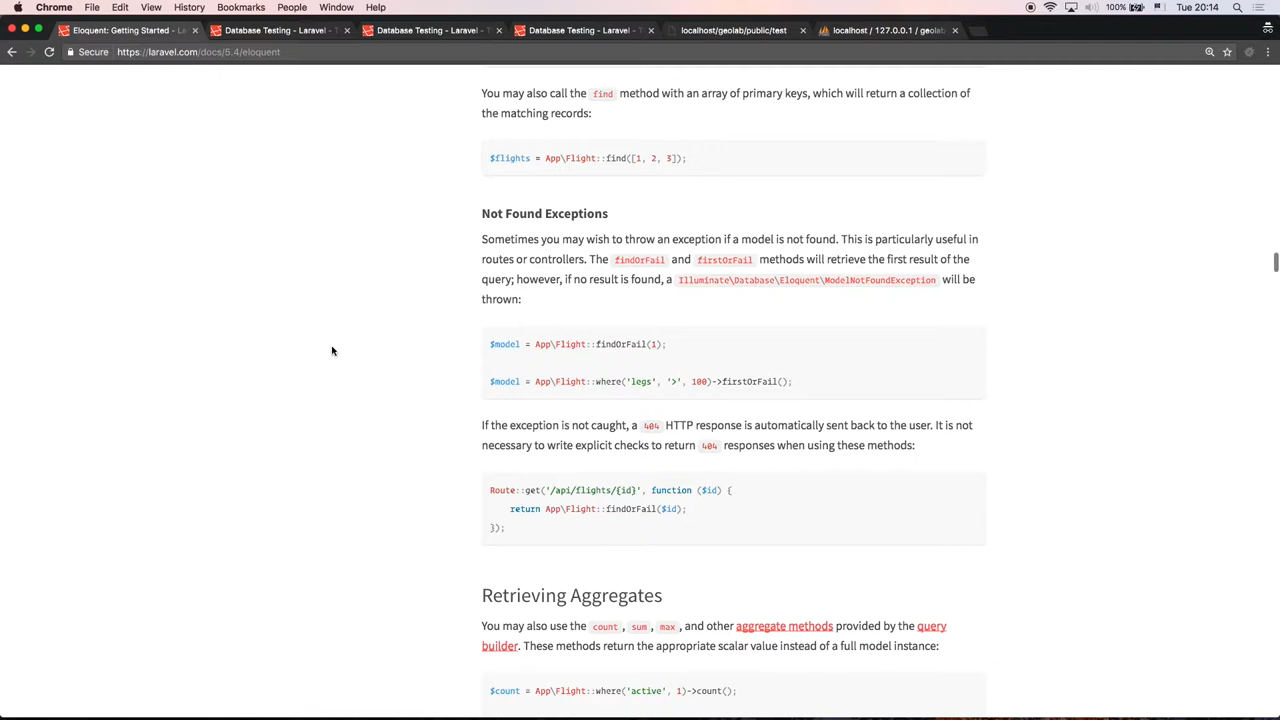 Chrome File Edit View History Bookmarks People Window Help 100% Tue 20:14
Eloquent: Getting Started - La Database Testing - Laravel - T Database Testing - Laravel - T Database Testing - Laravel - T localhost/geolab/public/test localhost / 127.0.0.1 / geolab
Secure https://laravel.com/docs/5.4/eloquent
You may also call the find method with an array of primary keys, which will return a collection of
the matching records:
$flights = App\Flight::find([1, 2, 3]);
Not Found Exceptions
Sometimes you may wish to throw an exception if a model is not found. This is particularly useful in
routes or controllers. The findOrFail and firstOrFail methods will retrieve the first result of the
query; however, if no result is found, a Illuminate\Database\Eloquent\ModelNotFoundException will be
thrown:
$model = App\Flight::findOrFail(1);
$model = App\Flight::where('legs', '>', 100)->firstOrFail();
If the exception is not caught, a 404 HTTP response is automatically sent back to the user. It is not
necessary to write explicit checks to return 404 responses when using these methods:
Route::get('/api/flights/{id}', function ($id) {
return App\Flight::findOrFail($id);
});
Retrieving Aggregates
You may also use the count, sum, max, and other aggregate methods provided by the query
builder. These methods return the appropriate scalar value instead of a full model instance:
$count = App\Flight::where('active', 1)->count();